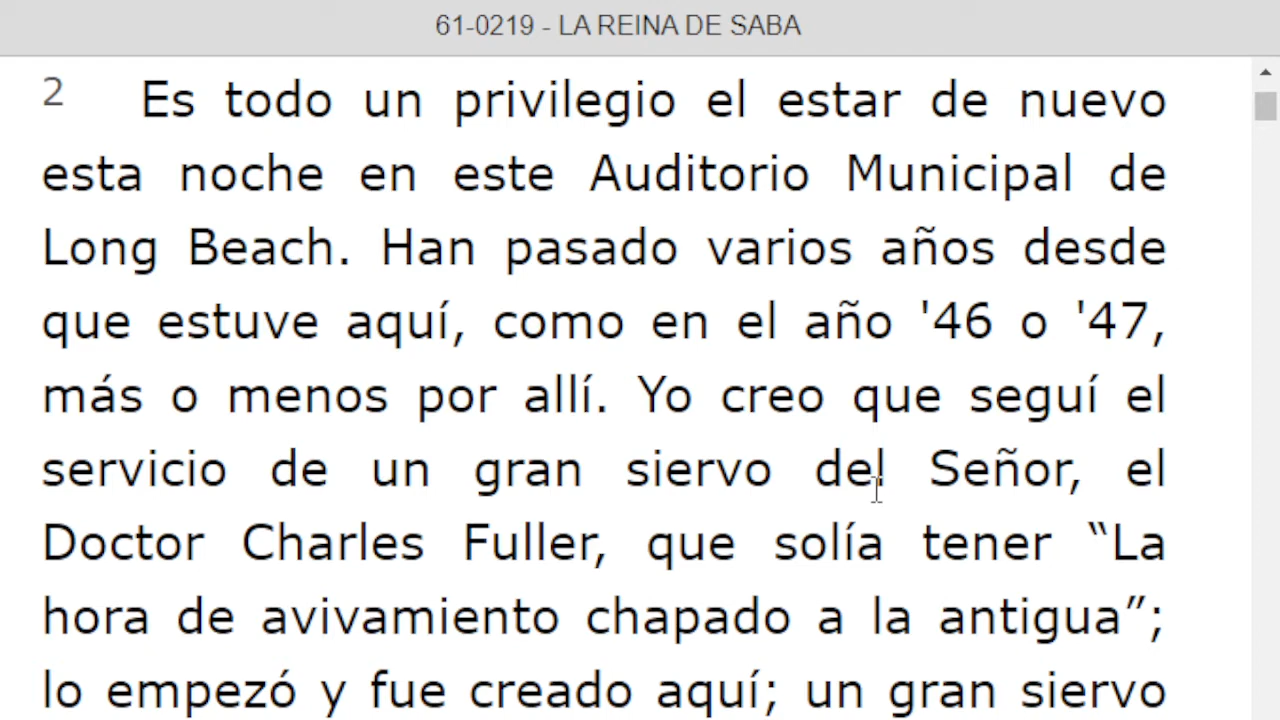 61-0219 - LA REINA DE SABA
2 Es todo un privilegio el estar de nuevo
esta noche en este Auditorio Municipal de
Long Beach. Han pasado varios años desde
que estuve aquí, como en el año '46 o '47,
más o menos por allí. Yo creo que seguí el
servicio de un gran siervo del Señor, el
Doctor Charles Fuller, que solía tener “La
hora de avivamiento chapado a la antigua”;
lo empezó y fue creado aquí; un gran siervo